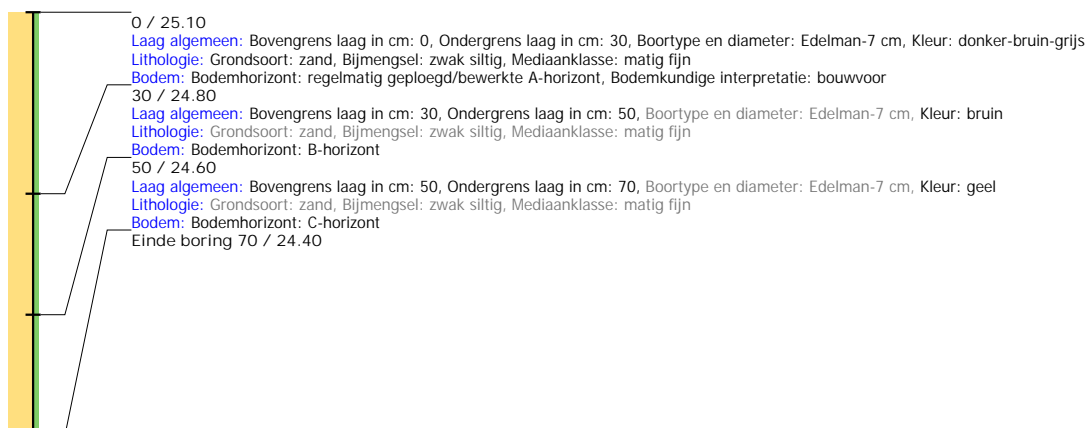 0 / 25.10
Laag algemeen: Bovengrens laag in cm: 0, Ondergrens laag in cm: 30, Boortype en diameter: Edelman-7 cm, Kleur: donker-bruin-grijs
Lithologie: Grondsoort: zand, Bijmengsel: zwak siltig, Mediaanklasse: matig fijn
Bodem: Bodemhorizont: regelmatig geploegd/bewerkte A-horizont, Bodemkundige interpretatie: bouwvoor
30 / 24.80
Laag algemeen: Bovengrens laag in cm: 30, Ondergrens laag in cm: 50, Boortype en diameter: Edelman-7 cm, Kleur: bruin
Lithologie: Grondsoort: zand, Bijmengsel: zwak siltig, Mediaanklasse: matig fijn
Bodem: Bodemhorizont: B-horizont
50 / 24.60
Laag algemeen: Bovengrens laag in cm: 50, Ondergrens laag in cm: 70, Boortype en diameter: Edelman-7 cm, Kleur: geel
Lithologie: Grondsoort: zand, Bijmengsel: zwak siltig, Mediaanklasse: matig fijn
Bodem: Bodemhorizont: C-horizont
Einde boring 70 / 24.40